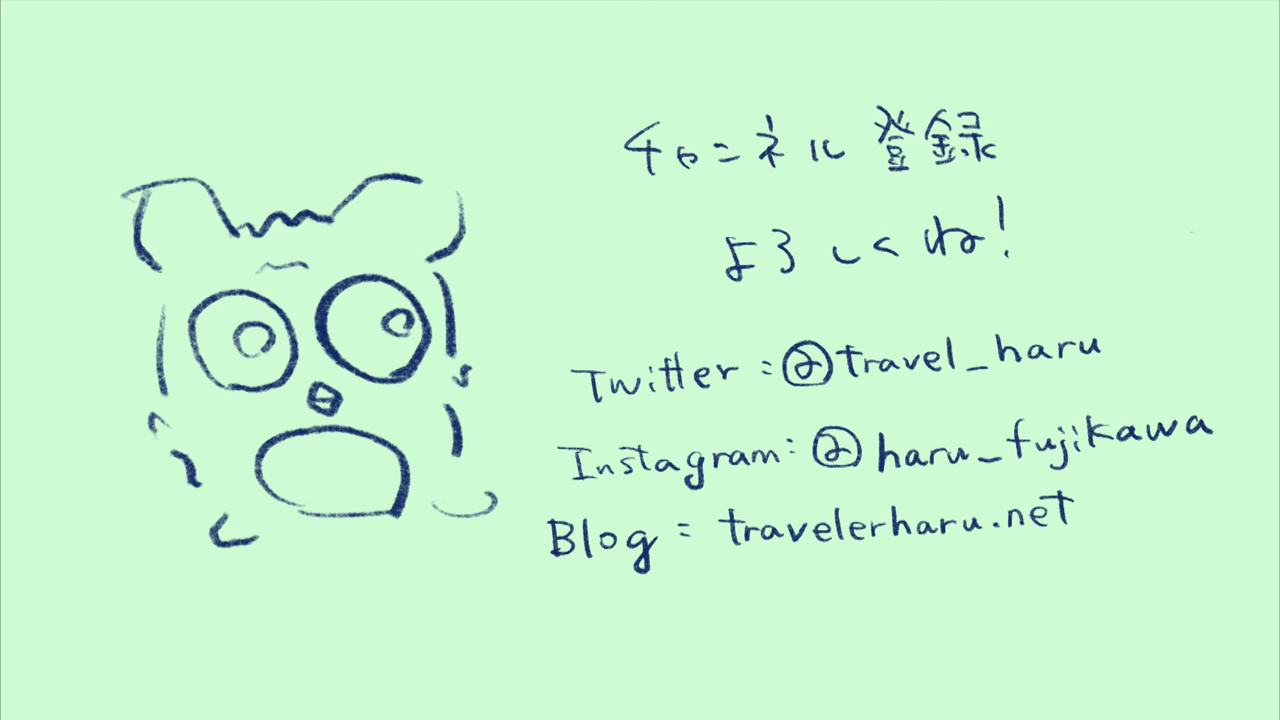 チャンネル登録
よろしくね!
Twitter:@travel_haru
Instagram:@haru_fujikawa
Blog:travelerharu.net